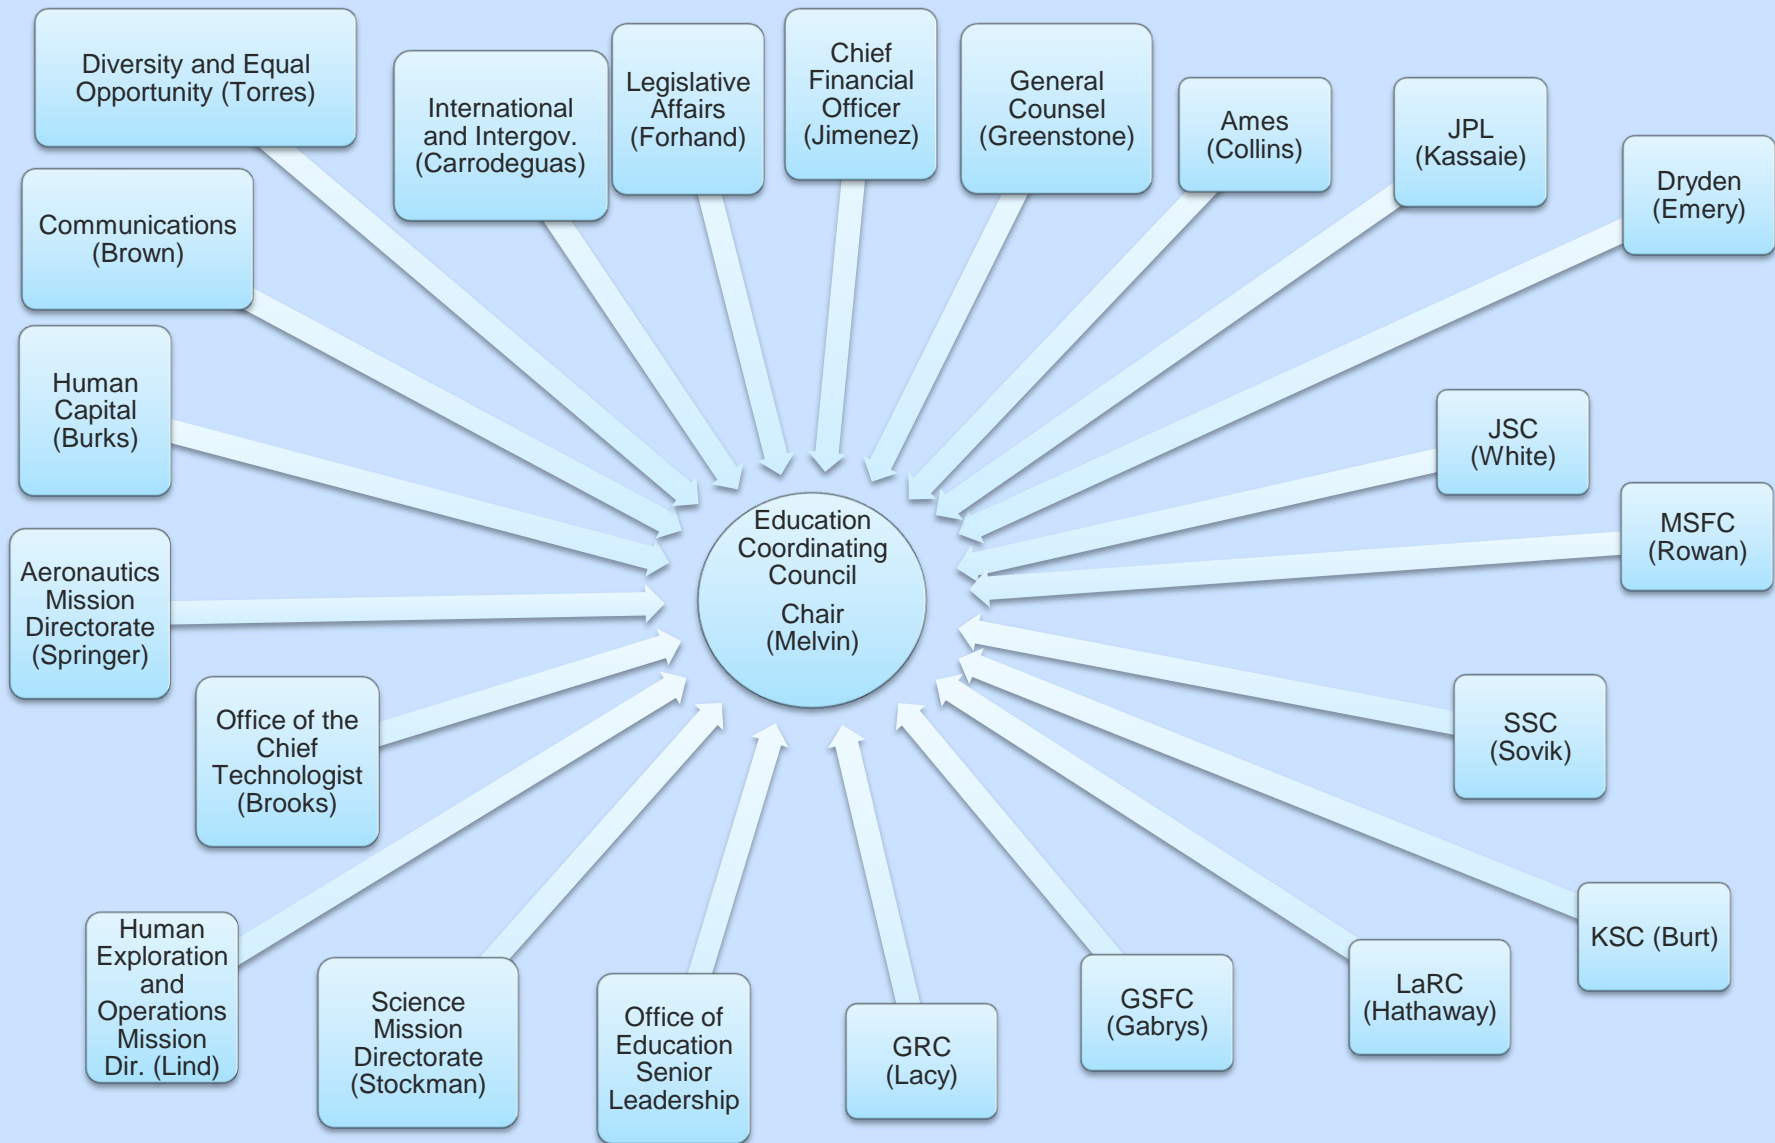 Diversity and Equal
Opportunity (Torres)
International
and Intergov.
(Carrodeguas)
Legislative
Affairs
(Forhand)
Chief
Financial
Officer
(Jimenez)
General
Counsel
(Greenstone)
Ames
(Collins)
JPL
(Kassaie)
Dryden
(Emery)
Communications
(Brown)
Human
Capital
(Burks)
JSC
(White)
MSFC
(Rowan)
Education
Coordinating
Council
Chair
(Melvin)
Aeronautics
Mission
Directorate
(Springer)
Office of the
Chief
Technologist
(Brooks)
SSC
(Sovik)
Human
Exploration
and
Operations
Mission
Dir. (Lind)
Science
Mission
Directorate
(Stockman)
Office of
Education
Senior
Leadership
GRC
(Lacy)
GSFC
(Gabrys)
LaRC
(Hathaway)
KSC (Burt)